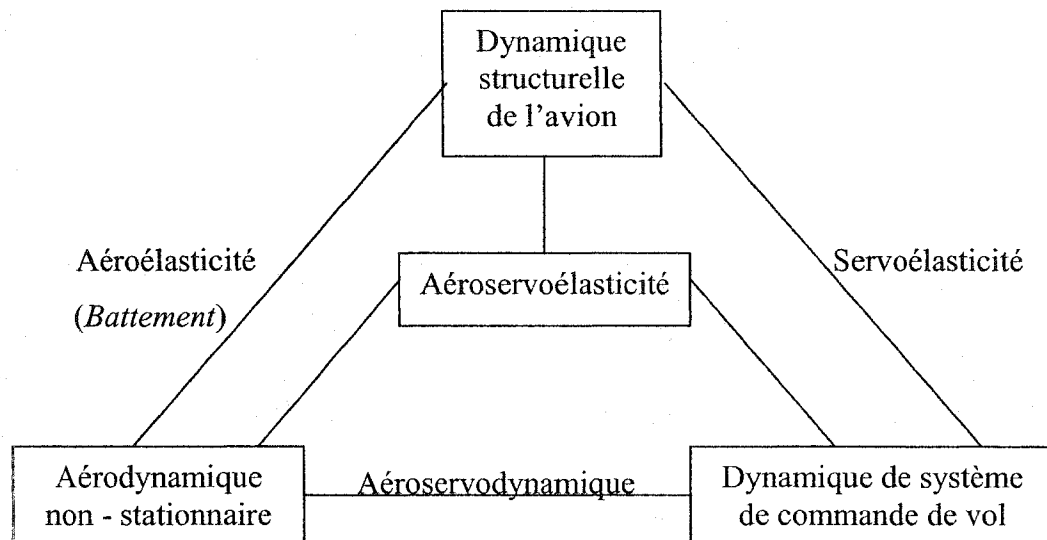 Dynamique
structurelle
de l'avion
Aéroélasticité
(Battement)
Aéroservoélasticité
Servoélasticité
Aérodynamique
non - stationnaire
Aéroservodynamique
Dynamique de système
de commande de vol